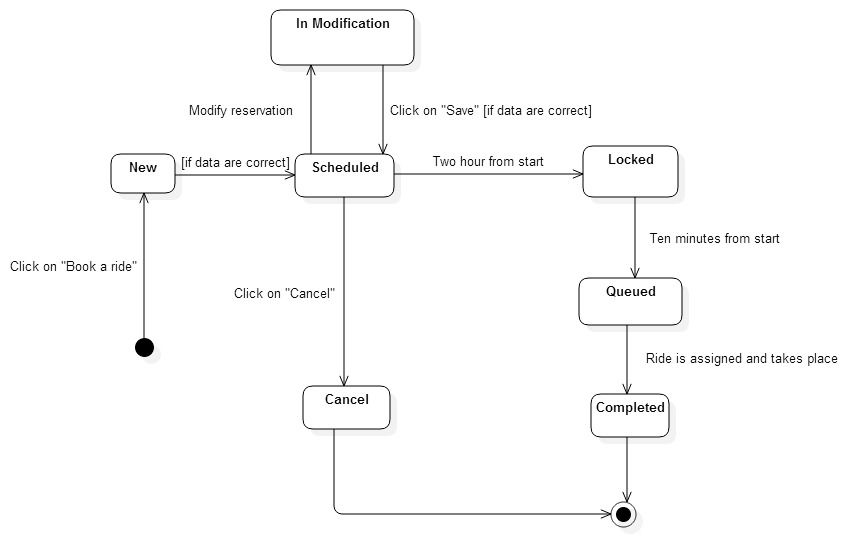 In Modification
Modify reservation
Click on "Save" [if data are correct]
New
[if data are correct]
Scheduled
Two hour from start
Locked
Click on "Book a ride"
Ten minutes from start
Click on "Cancel"
Queued
Ride is assigned and takes place
Cancel
Completed